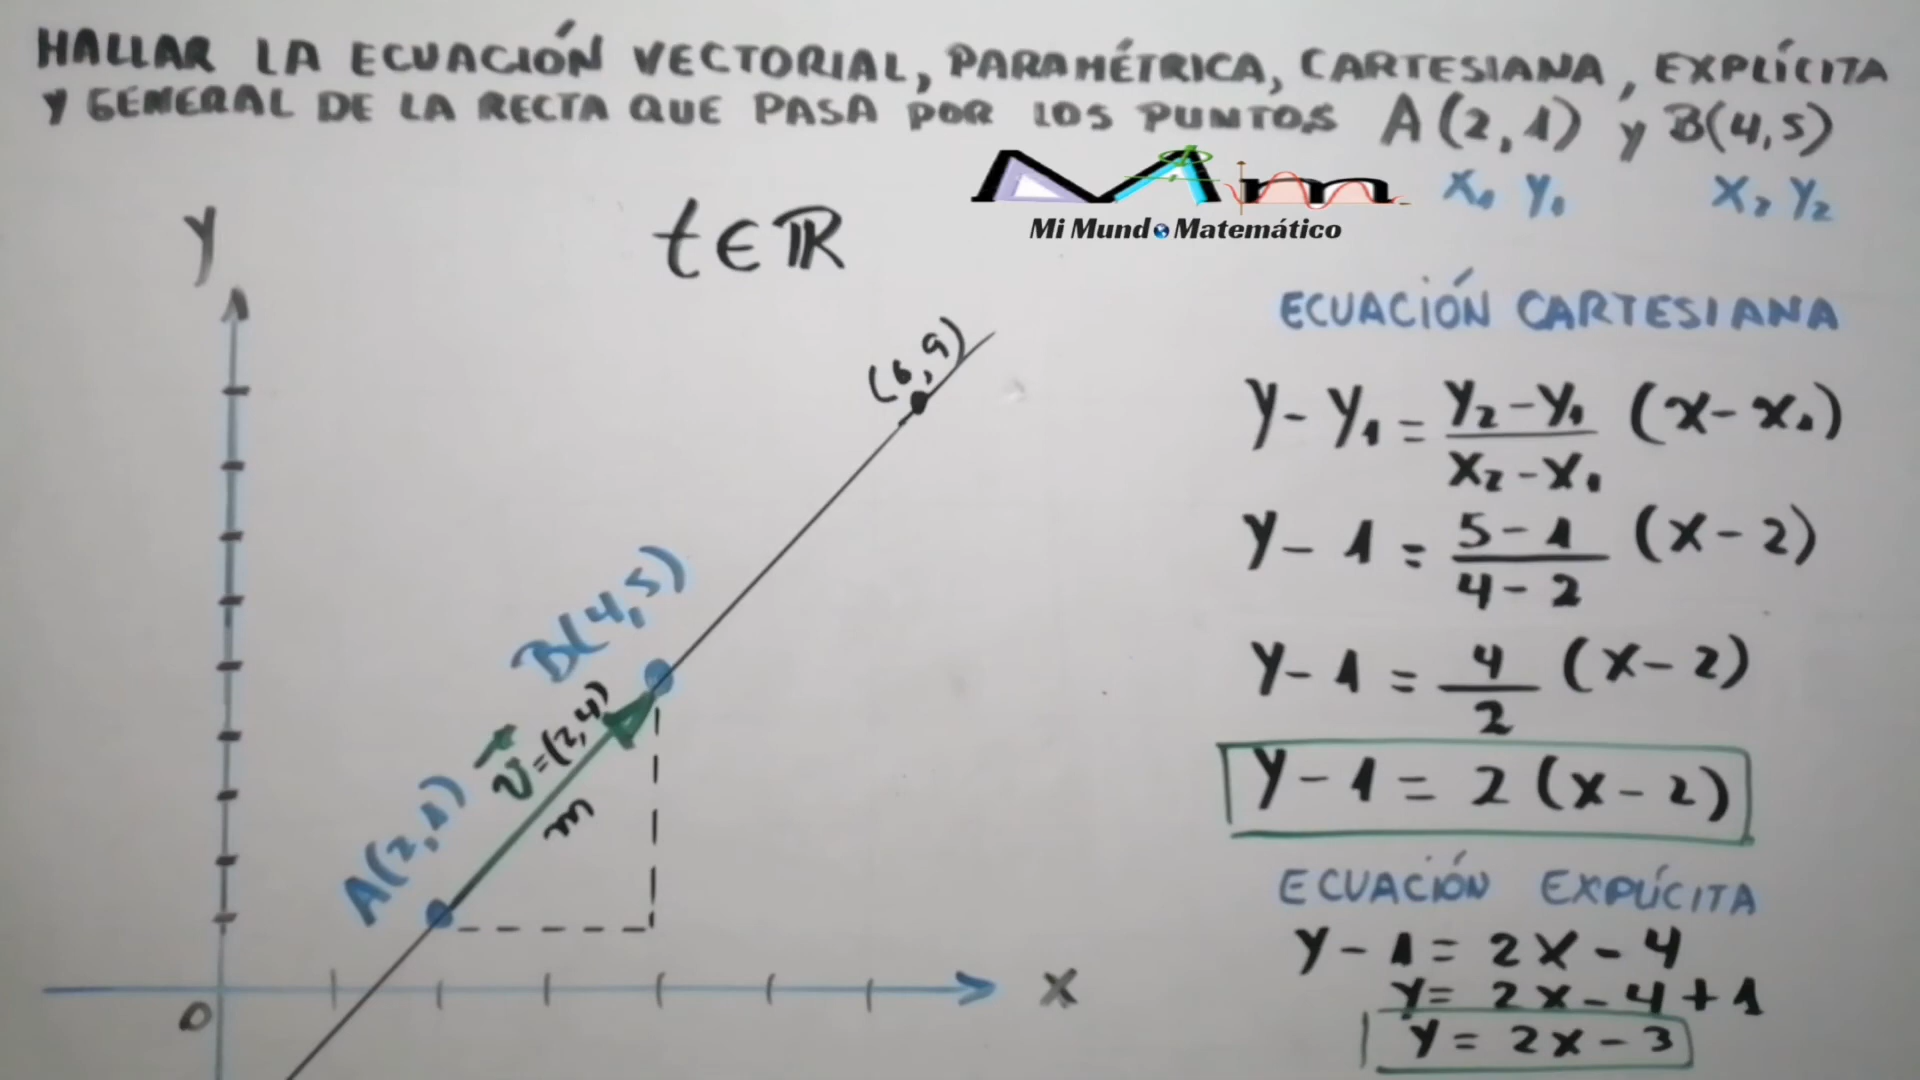 HALLAR LA ECUACIÓN VECTORIAL, PARAMÉTRICA, CARTESIANA, EXPLÍCITA
Y GENERAL DE LA RECTA QUE PASA POR LOS PUNTOS A(2,1) y B(4,5)
x₁ y₁ x₂ y₂
Mi Mundo Matemático
y
t∈ℝ
(6,9)
B(4,5)
v⃗=(2,4)
m
A(2,1)
0
x
ECUACIÓN CARTESIANA
y-y₁ = y₂-y₁ / x₂-x₁ (x-x₁)
y-1 = 5-1 / 4-2 (x-2)
y-1 = 4 / 2 (x-2)
y-1 = 2(x-2)
ECUACIÓN EXPLÍCITA
y-1 = 2x-4
y = 2x-4+1
y = 2x-3